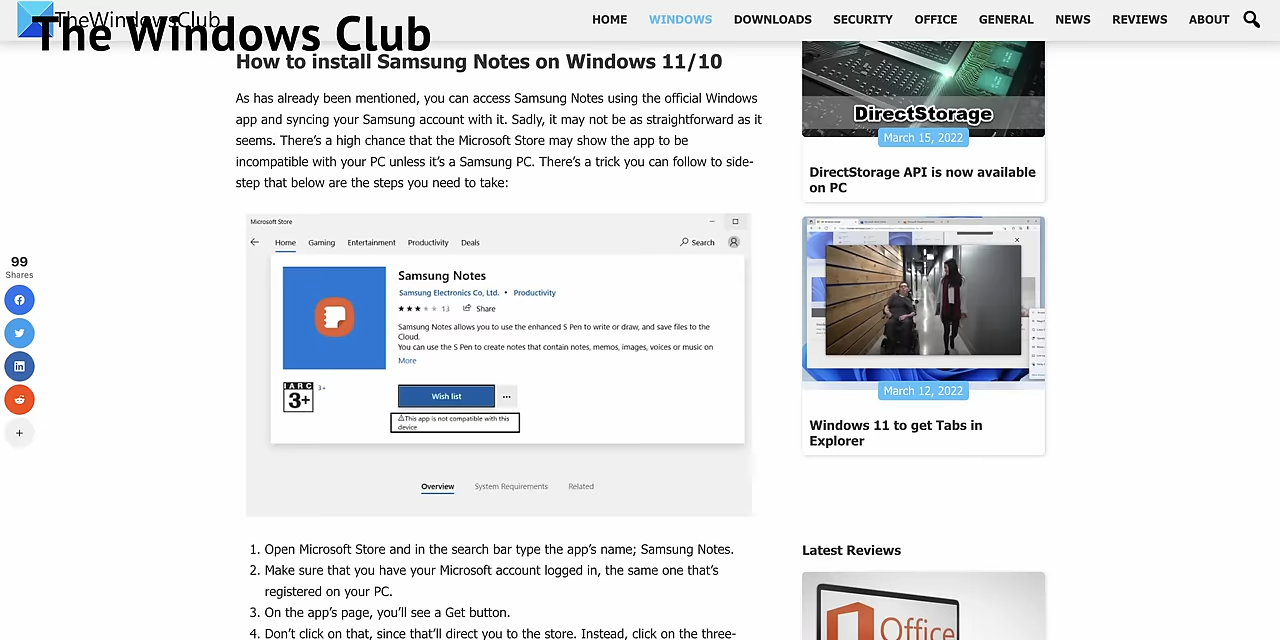 TheWindowsClub
The Windows Club
HOME WINDOWS DOWNLOADS SECURITY OFFICE GENERAL NEWS REVIEWS ABOUT
How to install Samsung Notes on Windows 11/10
As has already been mentioned, you can access Samsung Notes using the official Windows
app and syncing your Samsung account with it. Sadly, it may not be as straightforward as it
seems. There's a high chance that the Microsoft Store may show the app to be
incompatible with your PC unless it's a Samsung PC. There's a trick you can follow to side-
step that below are the steps you need to take:
99
Shares
Microsoft Store
Home Gaming Entertainment Productivity Deals Search
Samsung Notes
Samsung Electronics Co, Ltd. • Productivity
13 Share
Samsung Notes allows you to use the enhanced S Pen to write or draw, and save files to the
Cloud.
You can use the S Pen to create notes that contain notes, memos, images, voices or music on
More
IARC
3+
3+
Wish list
This app is not compatible with this
device
Overview System Requirements Related
1. Open Microsoft Store and in the search bar type the app's name; Samsung Notes.
2. Make sure that you have your Microsoft account logged in, the same one that's
registered on your PC.
3. On the app's page, you'll see a Get button.
4. Don't click on that, since that'll direct you to the store. Instead, click on the three-
DirectStorage
March 15, 2022
DirectStorage API is now available
on PC
March 12, 2022
Windows 11 to get Tabs in
Explorer
Latest Reviews
Office